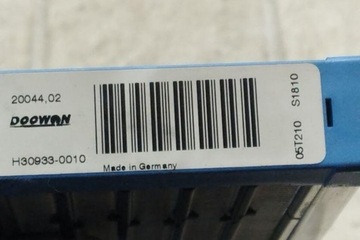 20044,02
DOOWON
H30933-0010
Made in Germany
05T210 S1810